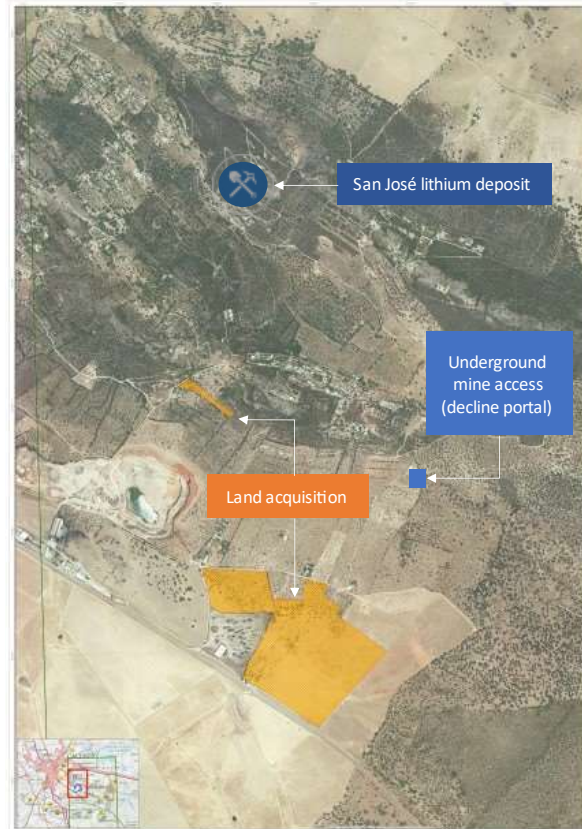 San José lithium deposit
Underground
mine access
(decline portal)
Land acquisition